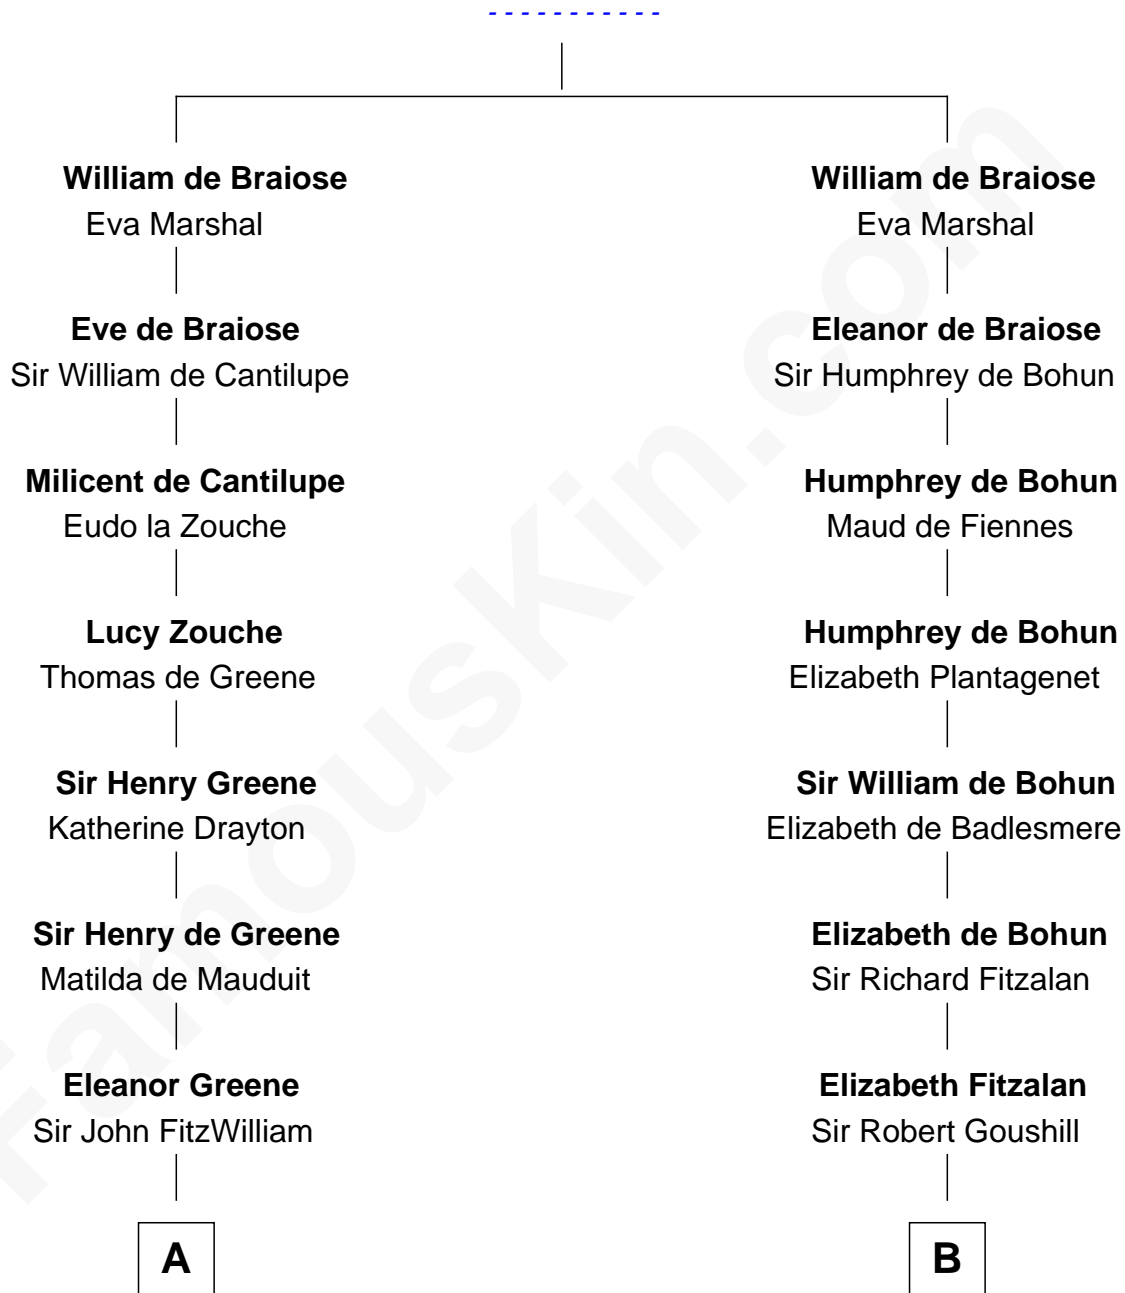 - - - - - - - - - - -
William de Braiose
Eva Marshal
Eve de Braiose
Sir William de Cantilupe
Milicent de Cantilupe
Eudo la Zouche
Lucy Zouche
Thomas de Greene
Sir Henry Greene
Katherine Drayton
Sir Henry de Greene
Matilda de Mauduit
Eleanor Greene
Sir John FitzWilliam
A
William de Braiose
Eva Marshal
Eleanor de Braiose
Sir Humphrey de Bohun
Humphrey de Bohun
Maud de Fiennes
Humphrey de Bohun
Elizabeth Plantagenet
Sir William de Bohun
Elizabeth de Badlesmere
Elizabeth de Bohun
Sir Richard Fitzalan
Elizabeth Fitzalan
Sir Robert Goushill
B
FamousKin.com